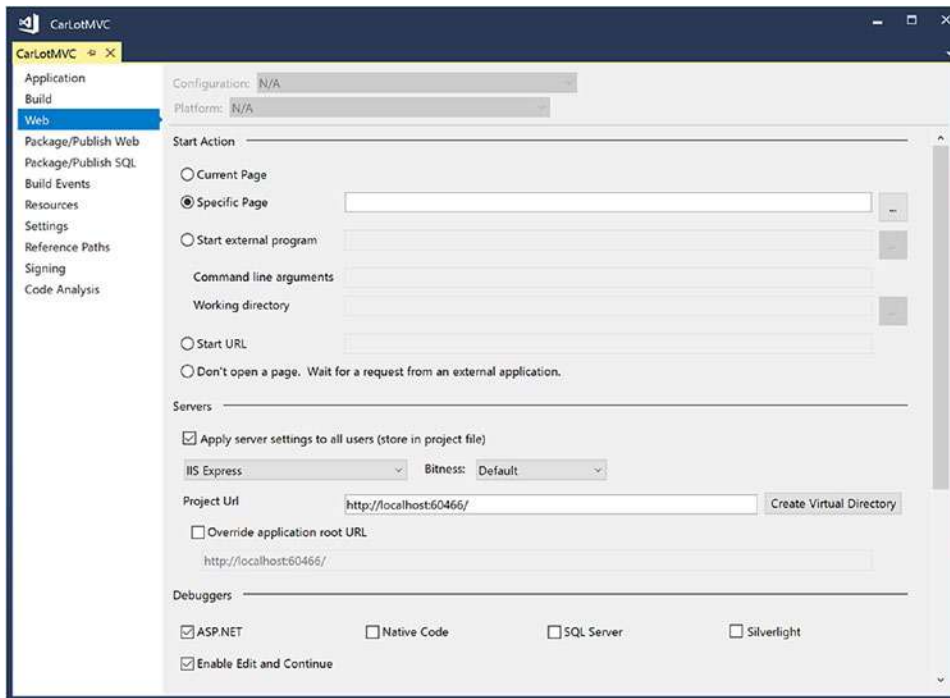 CarLotMVC
CarLotMVC
Application
Build
Web
Package/Publish Web
Package/Publish SQL
Build Events
Resources
Settings
Reference Paths
Signing
Code Analysis
Configuration: N/A
Platform: N/A
Start Action
Current Page
Specific Page ...
Start external program ...
Command line arguments
Working directory ...
Start URL
Don't open a page. Wait for a request from an external application.
Servers
Apply server settings to all users (store in project file)
IIS Express Bitness: Default
Project Url http://localhost:60466/ Create Virtual Directory
Override application root URL
http://localhost:60466/
Debuggers
ASP.NET Native Code SQL Server Silverlight
Enable Edit and Continue